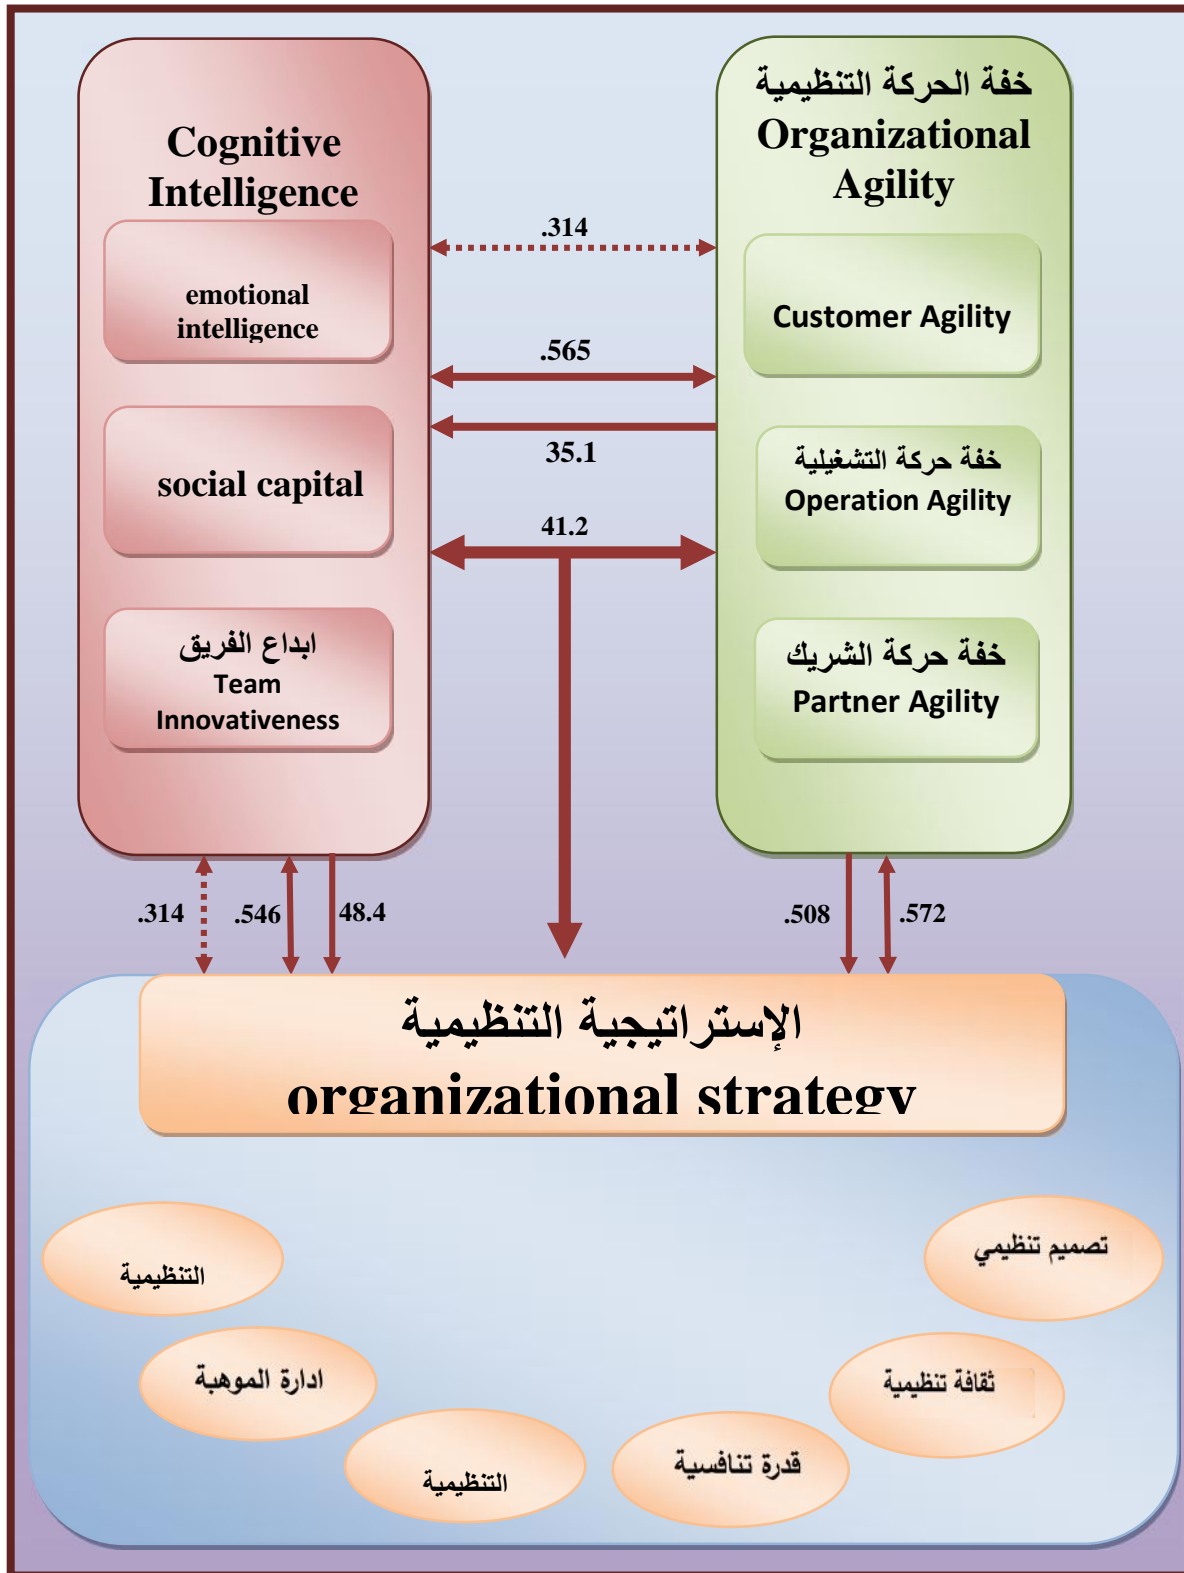 Cognitive
Intelligence
emotional
intelligence
social capital
ابداع الفريق
Team
Innovativeness
.314
.565
35.1
41.2
خفة الحركة التنظيمية
Organizational
Agility
Customer Agility
خفة حركة التشغيلية
Operation Agility
خفة حركة الشريك
Partner Agility
.314
.546
48.4
.508
.572
الإستراتيجية التنظيمية
organizational strategy
تصميم تنظيمي
التنظيمية
ثقافة تنظيمية
ادارة الموهبة
قدرة تنافسية
التنظيمية